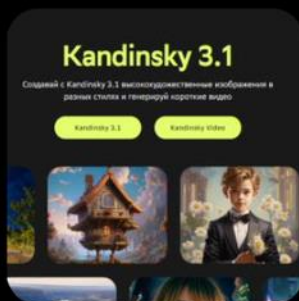 Kandinsky 3.1
Создавай с Kandinsky 3.1 высокохудожественные изображения в
разных стилях и генерируй короткие видео
Kandinsky 3.1
Kandinsky Video